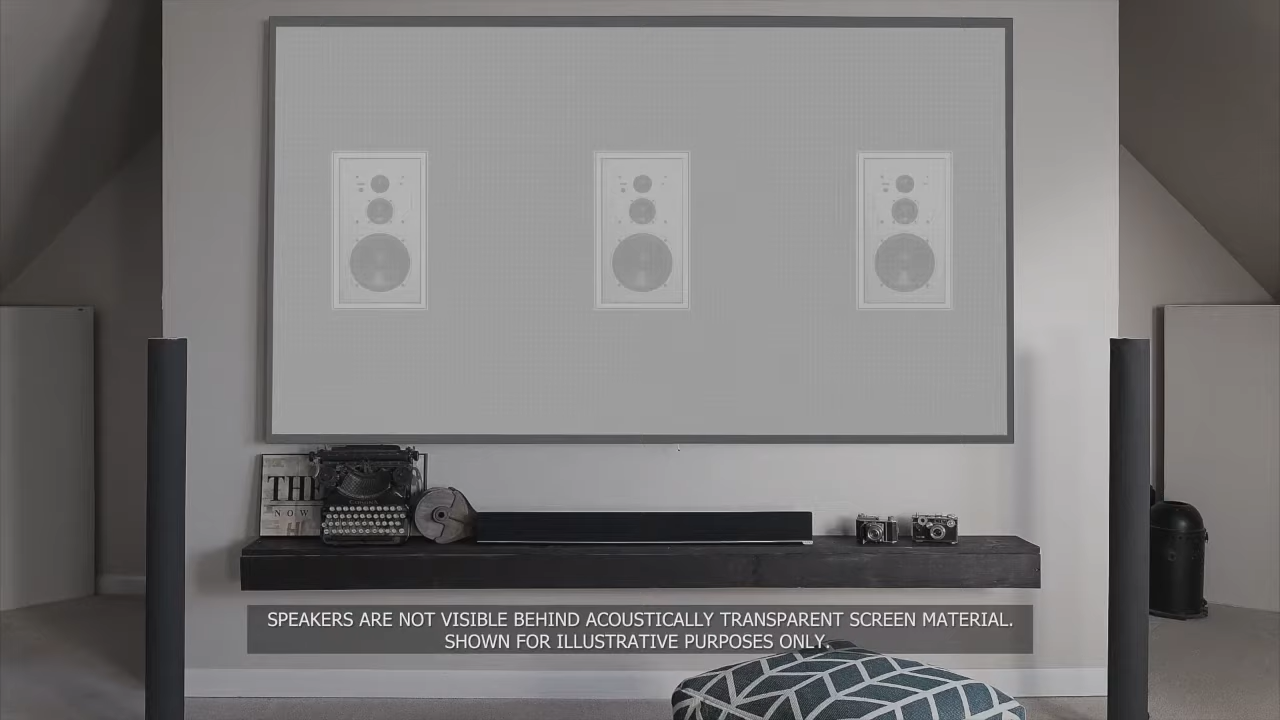 THE
NOW
SPEAKERS ARE NOT VISIBLE BEHIND ACOUSTICALLY TRANSPARENT SCREEN MATERIAL.
SHOWN FOR ILLUSTRATIVE PURPOSES ONLY.